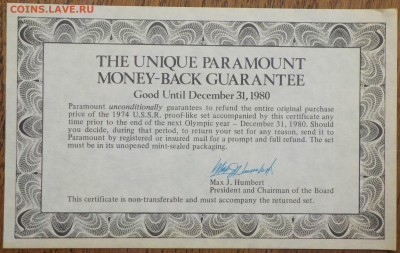 COINS.LAVE.RU
THE UNIQUE PARAMOUNT
MONEY-BACK GUARANTEE
Good Until December 31, 1980
Paramount unconditionally guarantees to refund the entire original purchase
prior of the 1974 U.S.S.R. proof-like set accompanied by this certificate any
time prior to the end of the next Olympic year – December 31, 1980. Should
you decide, during that period, to return your set for any reason, send it to
Paramount by registered or insured mail for a prompt and full refund. The set
must be in its unopened mint-sealed packaging.
Max J. Humbert
Max J. Humbert
President and Chairman of the Board
This certificate is non-transferable and must accompany the returned set.